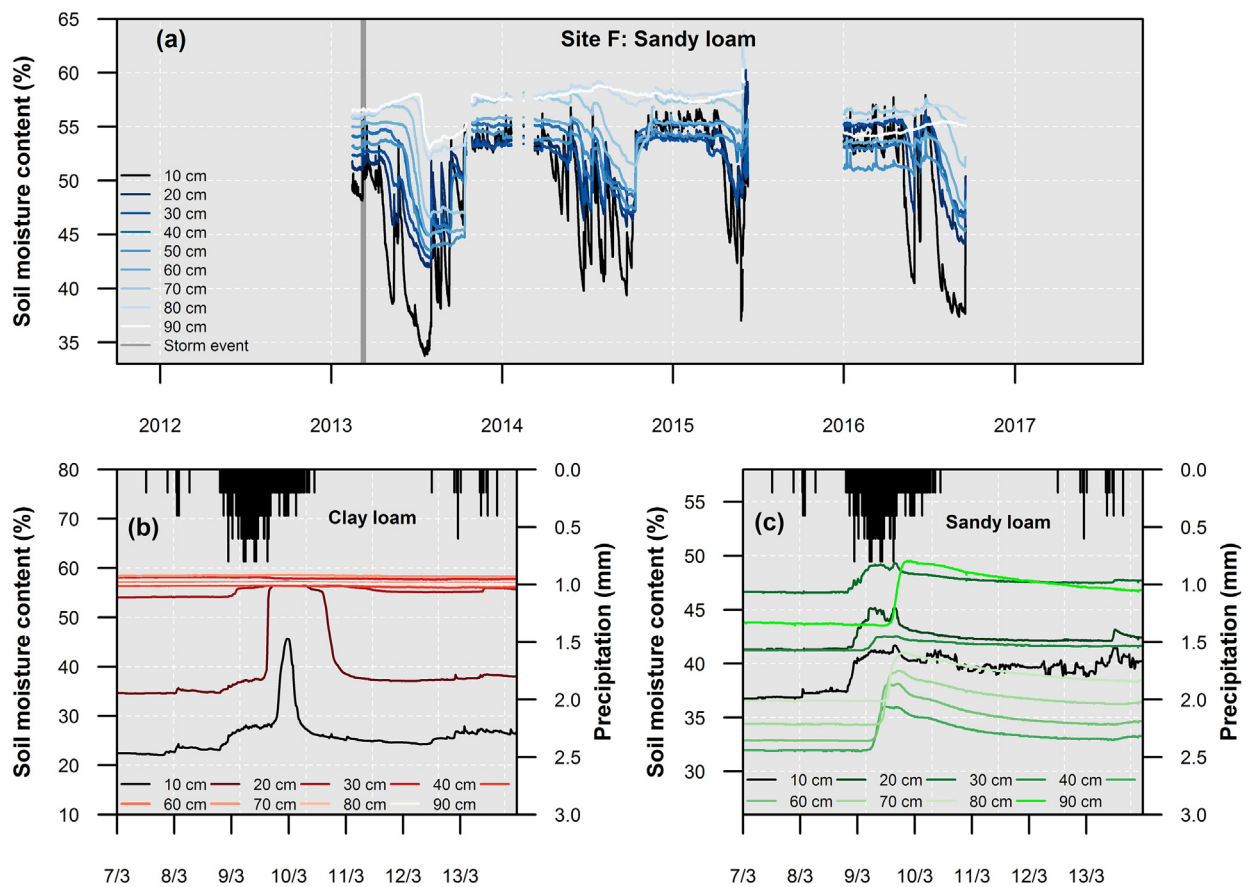 (a)
Site F: Sandy loam
Soil moisture content (%)
65
60
55
50
45
40
35
10 cm
20 cm
30 cm
40 cm
50 cm
60 cm
70 cm
80 cm
90 cm
Storm event
2012 2013 2014 2015 2016 2017
(b)
Clay loam
Soil moisture content (%)
80
70
60
50
40
30
20
10
Precipitation (mm)
0.0
0.5
1.0
1.5
2.0
2.5
3.0
10 cm 20 cm 30 cm 40 cm
60 cm 70 cm 80 cm 90 cm
7/3 8/3 9/3 10/3 11/3 12/3 13/3
(c)
Sandy loam
Soil moisture content (%)
55
50
45
40
35
30
Precipitation (mm)
0.0
0.5
1.0
1.5
2.0
2.5
3.0
10 cm 20 cm 30 cm 40 cm
60 cm 70 cm 80 cm 90 cm
7/3 8/3 9/3 10/3 11/3 12/3 13/3